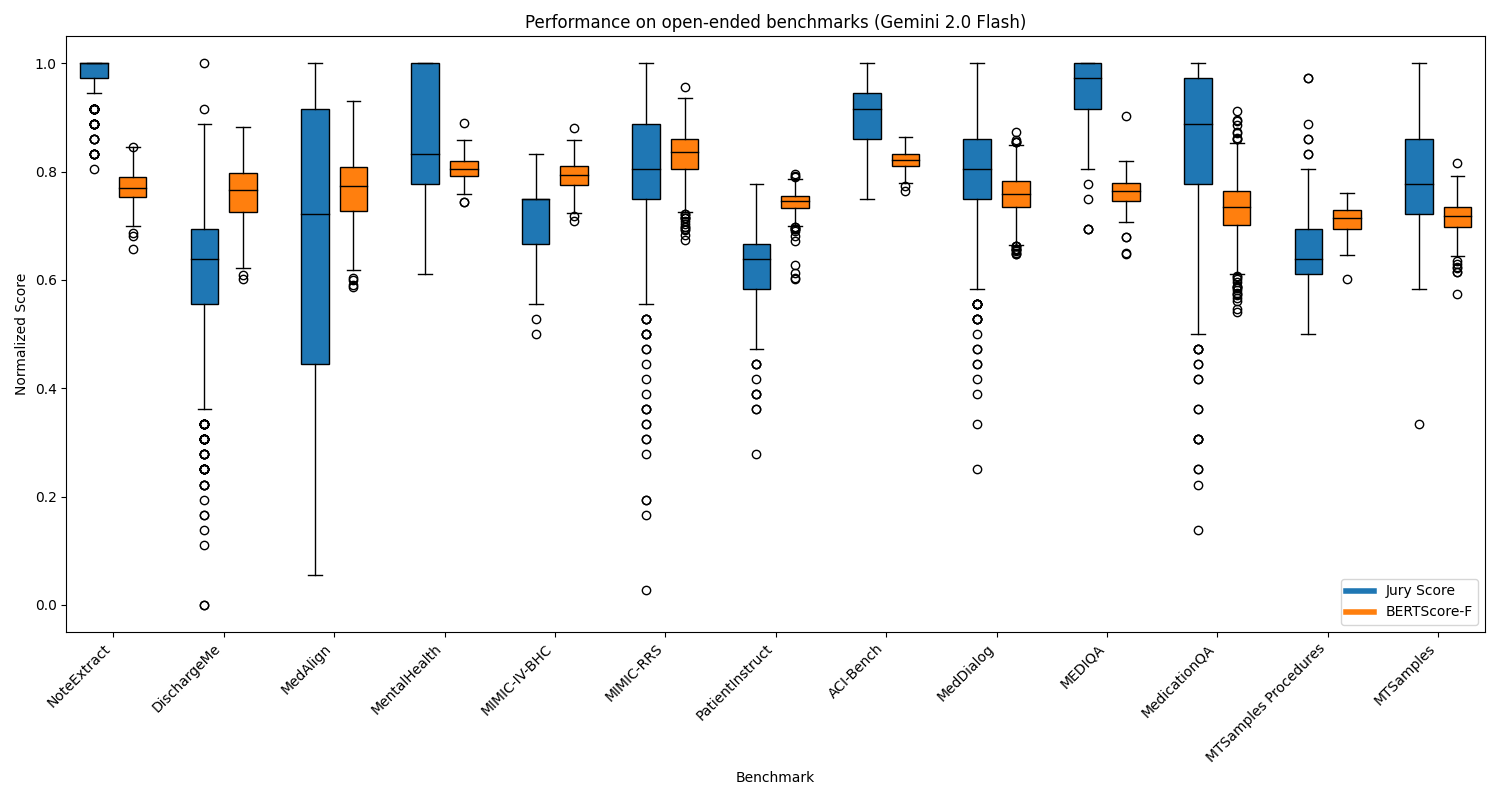 Performance on open-ended benchmarks (Gemini 2.0 Flash)
Normalized Score
1.0
0.8
0.6
0.4
0.2
0.0
Jury Score
BERTScore-F
NoteExtract
DischargeMe
MedAlign
MentalHealth
MIMIC-IV-BHC
MIMIC-RRS
PatientInstruct
ACI-Bench
MedDialog
MEDIQA
MedicationQA
MTSamples Procedures
MTSamples
Benchmark